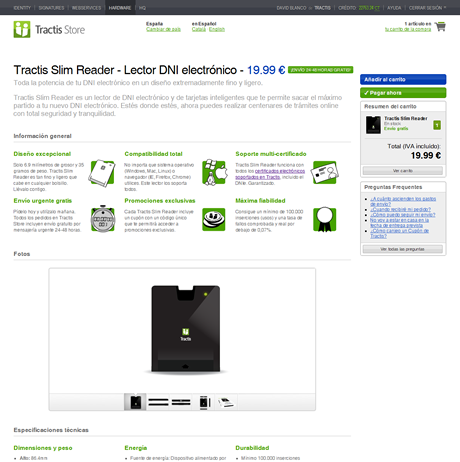 IDENTITY | SIGNATURES | WEBSERVICES | HARDWARE | HQ
DAVID BLANCO > Tractis | CRÉDITO: | AYUDA | CERRAR SESIÓN
Tractis Store
España
Cambiar de país
en Español
Català · English
1 artículo en
tu carrito de la compra
Tractis Slim Reader - Lector DNI electrónico - 19.99 €
¡ENVÍO 24-48 HORAS GRATIS!
Toda la potencia de tu DNI electrónico en un diseño extremadamente fino y ligero.
Tractis Slim Reader es un lector de DNI electrónico y de tarjetas inteligentes que te permite sacar el máximo
partido a tu nuevo DNI electrónico. Estés donde estés, ahora puedes realizar centenares de trámites online
con total seguridad y tranquilidad.
Información general
Diseño excepcional
Sólo 6.9 milímetros de grosor y 35
gramos de peso. Tractis Slim
Reader es tan fino y ligero que
cabe en cualquier bolsillo.
Llévalo contigo.
Compatibilidad total
No importa qué sistema operativo
(Windows, Mac, Linux) o
navegador (IE, Firefox, Chrome)
utilices. Este lector los soporta
todos.
Soporte multi-certificado
Tractis Slim Reader funciona con
todos los certificados electrónicos
soportados en Tractis, incluido el
DNIe. Garantizado.
Envío urgente gratis
Pídelo hoy y utilízalo mañana.
Todos los pedidos en Tractis
Store incluyen envío gratuito por
mensajería urgente 24-48 horas.
Promociones exclusivas
Cada Tractis Slim Reader incluye
un cupón con un código único
que te permitirá acceder a
promociones exclusivas.
Máxima fiabilidad
Consigue un mínimo de 100.000
inserciones (usos) y una tasa de
fallos comprobada y real por
debajo de 0,07%.
Fotos
Tractis
Especificaciones técnicas
Dimensiones y peso
Alto: 86.4mm
Energía
Fuente de energía: Dispositivo alimentado por
Durabilidad
Mínimo 100.000 inserciones
Añadir al carrito
Pagar ahora
Resumen del carrito
Tractis Slim Reader
En stock
Envío gratis
1
Total (IVA incluído):
19.99 €
Ver carrito
Preguntas Frequentes
¿A cuánto ascienden los gastos
de envío?
¿Cuándo recibiré mi pedido?
¿Cómo puedo seguir mi envío?
No voy a estar en casa en la
fecha de entrega prevista
¿Cómo canjeo un Cupón de
Tractis?
Ver todas las preguntas